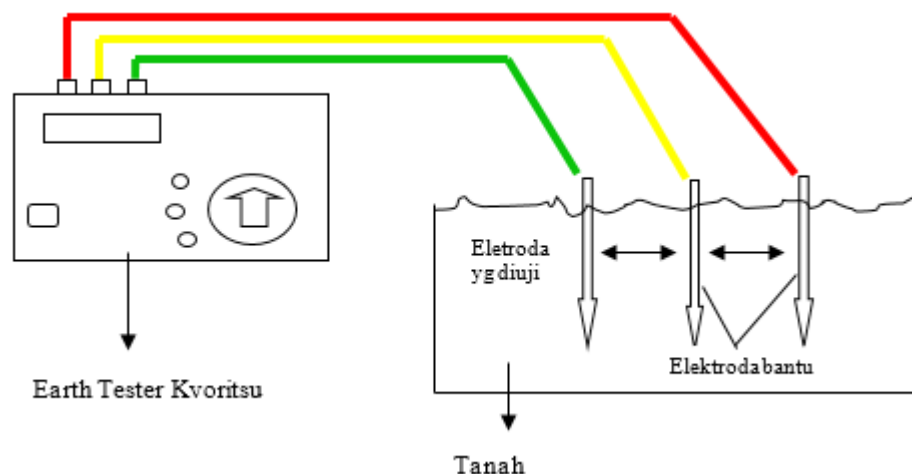 Eletroda
yg diuji
Elektroda bantu
Earth Tester Kvoritsu
Tanah